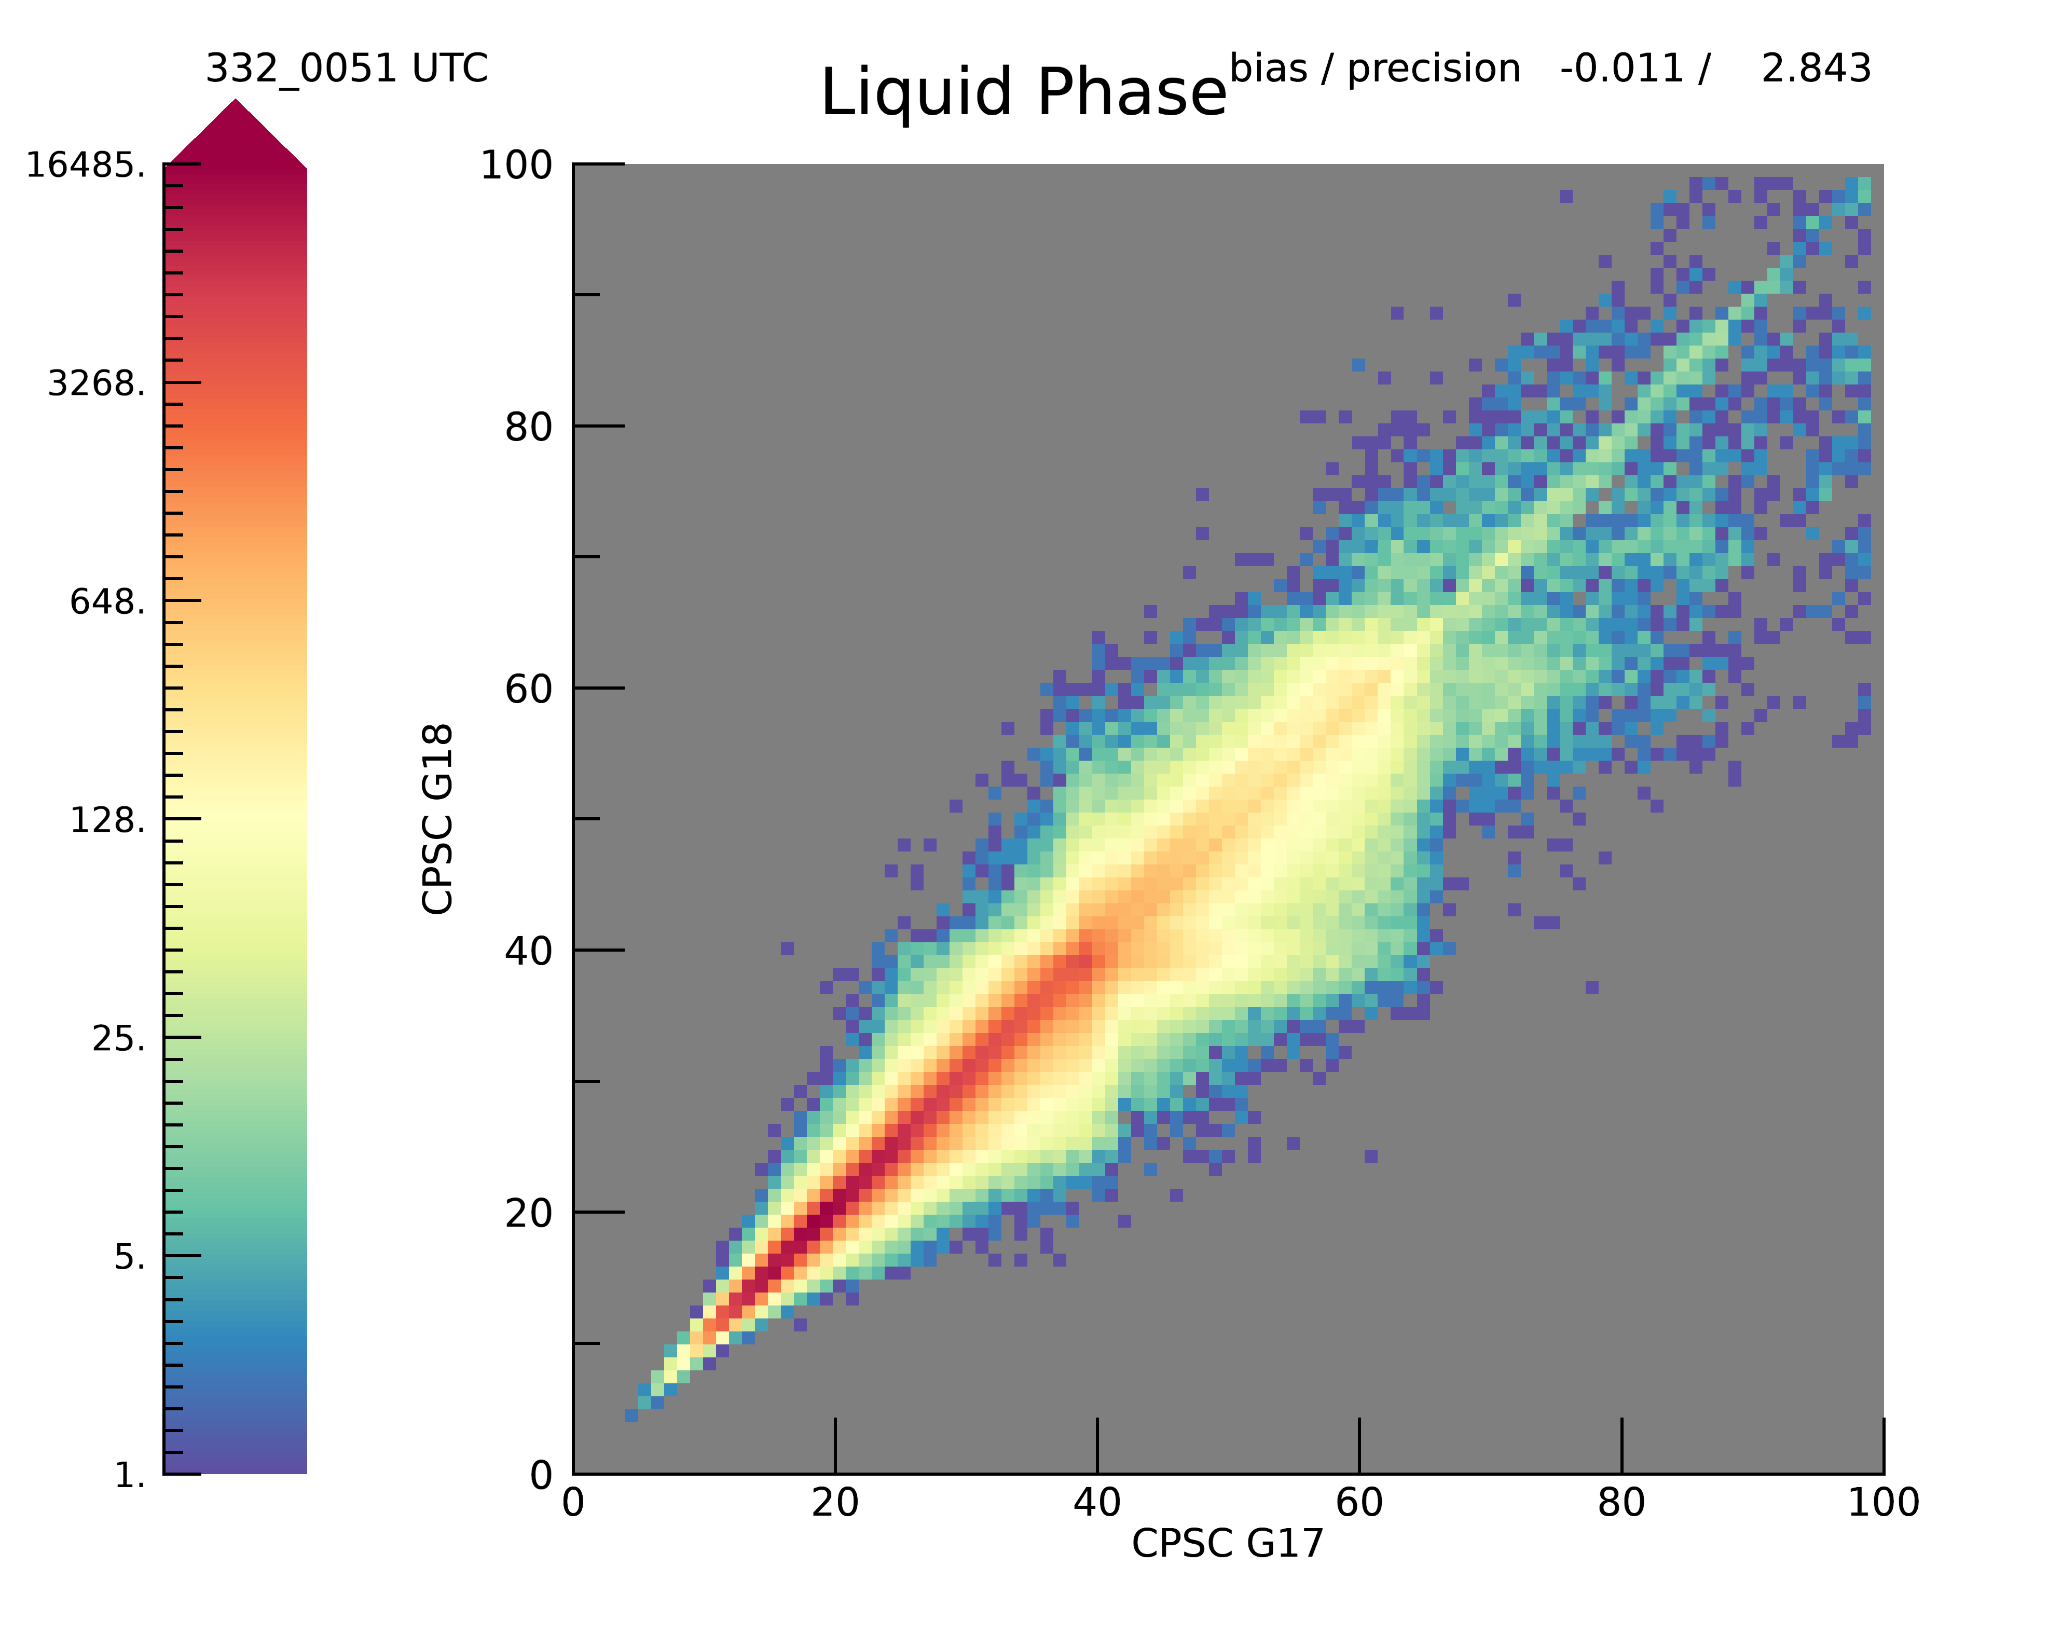 332_0051 UTC
Liquid Phase
bias / precision -0.011 / 2.843
16485.
3268.
648.
128.
25.
5.
1.
CPSC G18
100
80
60
40
20
0
0 20 40 60 80 100
CPSC G17